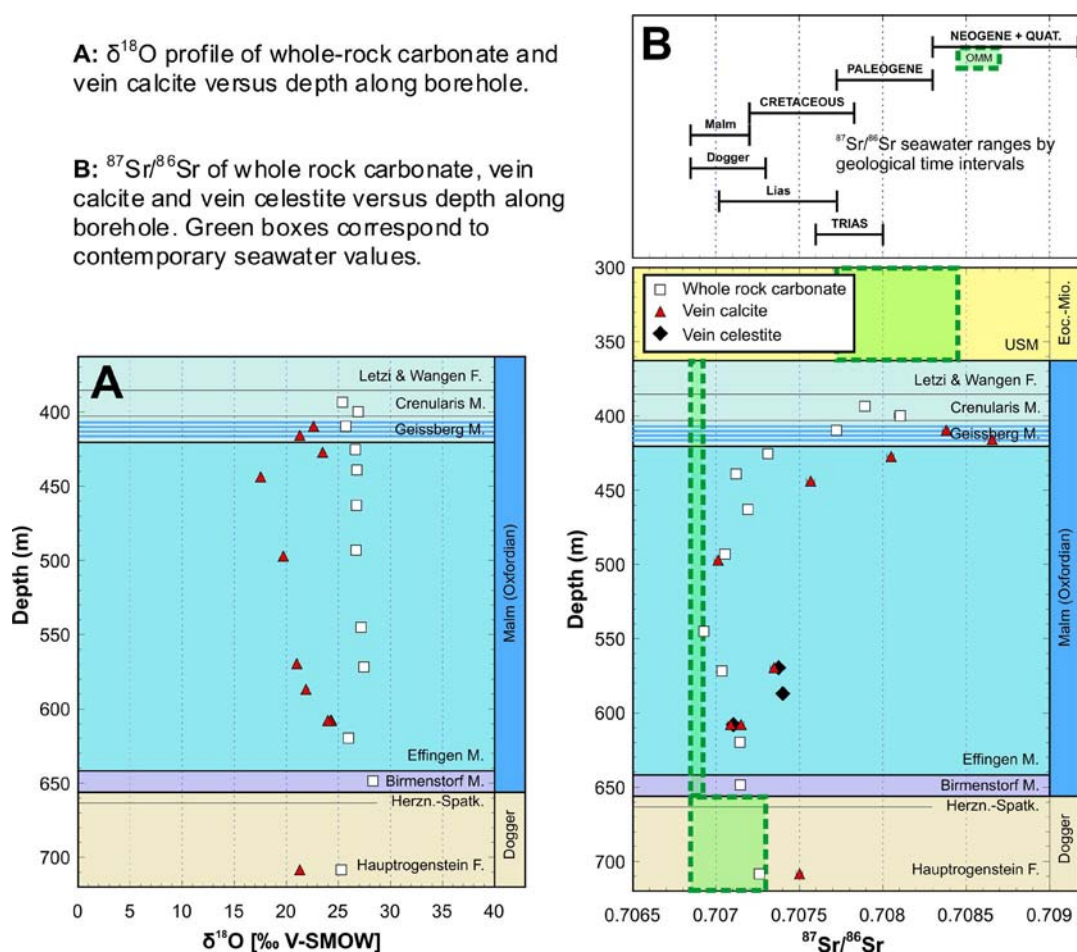 A: δ¹⁸O profile of whole-rock carbonate and
vein calcite versus depth along borehole.
B: ⁸⁷Sr/⁸⁶Sr of whole rock carbonate, vein
calcite and vein celestite versus depth along
borehole. Green boxes correspond to
contemporary seawater values.
B
NEOGENE + QUAT.
OMM
PALEOGENE
CRETACEOUS
Malm
⁸⁷Sr/⁸⁶Sr seawater ranges by
geological time intervals
Dogger
Lias
TRIAS
300
350
400
450
500
550
600
650
700
Depth (m)
Whole rock carbonate
Vein calcite
Vein celestite
USM
Eoc.-Mio.
Letzi & Wangen F.
Crenularis M.
Geissberg M.
Effingen M.
Birmenstorf M.
Herzn.-Spatk.
Hauptrogenstein F.
Malm (Oxfordian)
Dogger
0.7065 0.707 0.7075 0.708 0.7085 0.709
⁸⁷Sr/⁸⁶Sr
A
400
450
500
550
600
650
700
Depth (m)
Letzi & Wangen F.
Crenularis M.
Geissberg M.
Effingen M.
Birmenstorf M.
Herzn.-Spatk.
Hauptrogenstein F.
Malm (Oxfordian)
Dogger
0 5 10 15 20 25 30 35 40
δ¹⁸O [‰ V-SMOW]